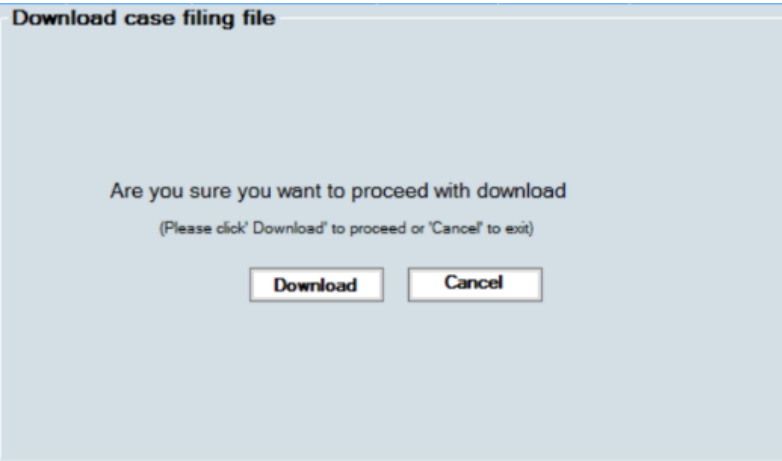 Download case filing file
Are you sure you want to proceed with download
(Please click' Download' to proceed or 'Cancel' to exit)
Download
Cancel